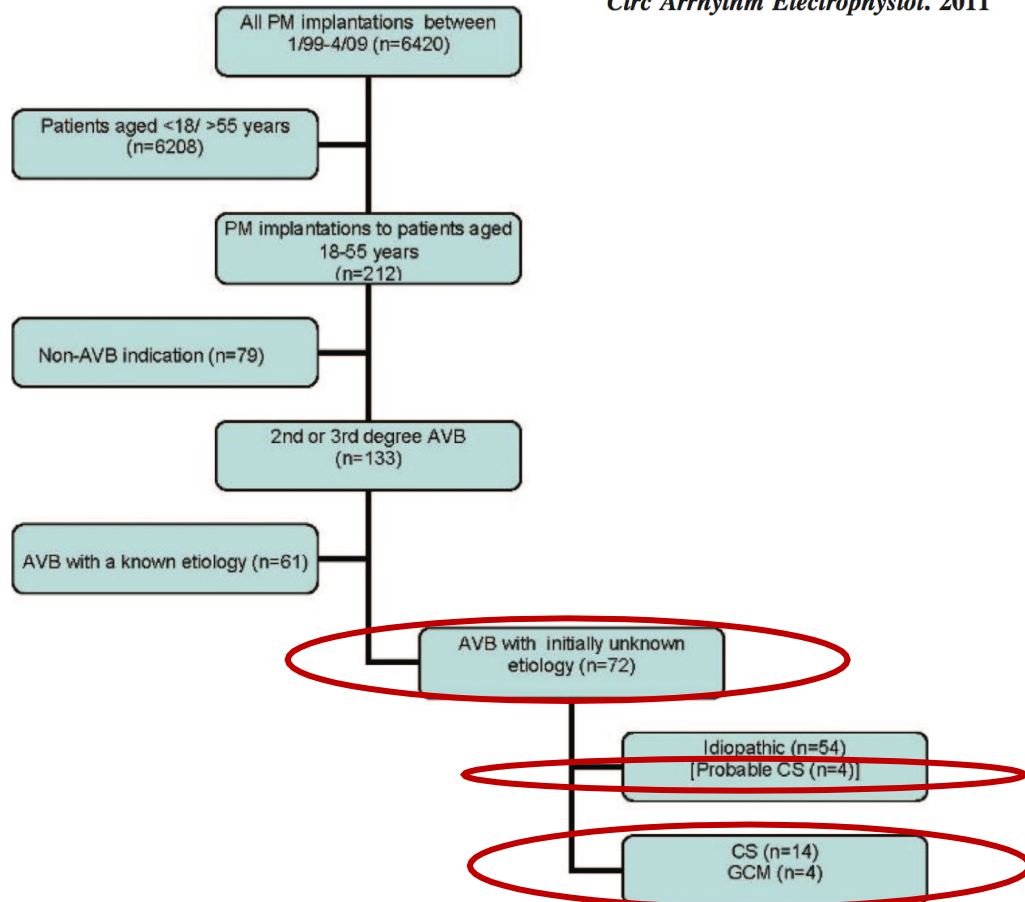 Circ Arrhythm Electrophysiol. 2011
All PM implantations between
1/99-4/09 (n=6420)
Patients aged <18/ >55 years
(n=6208)
PM implantations to patients aged
18-55 years
(n=212)
Non-AVB indication (n=79)
2nd or 3rd degree AVB
(n=133)
AVB with a known etiology (n=61)
AVB with initially unknown
etiology (n=72)
Idiopathic (n=54)
[Probable CS (n=4)]
CS (n=14)
GCM (n=4)